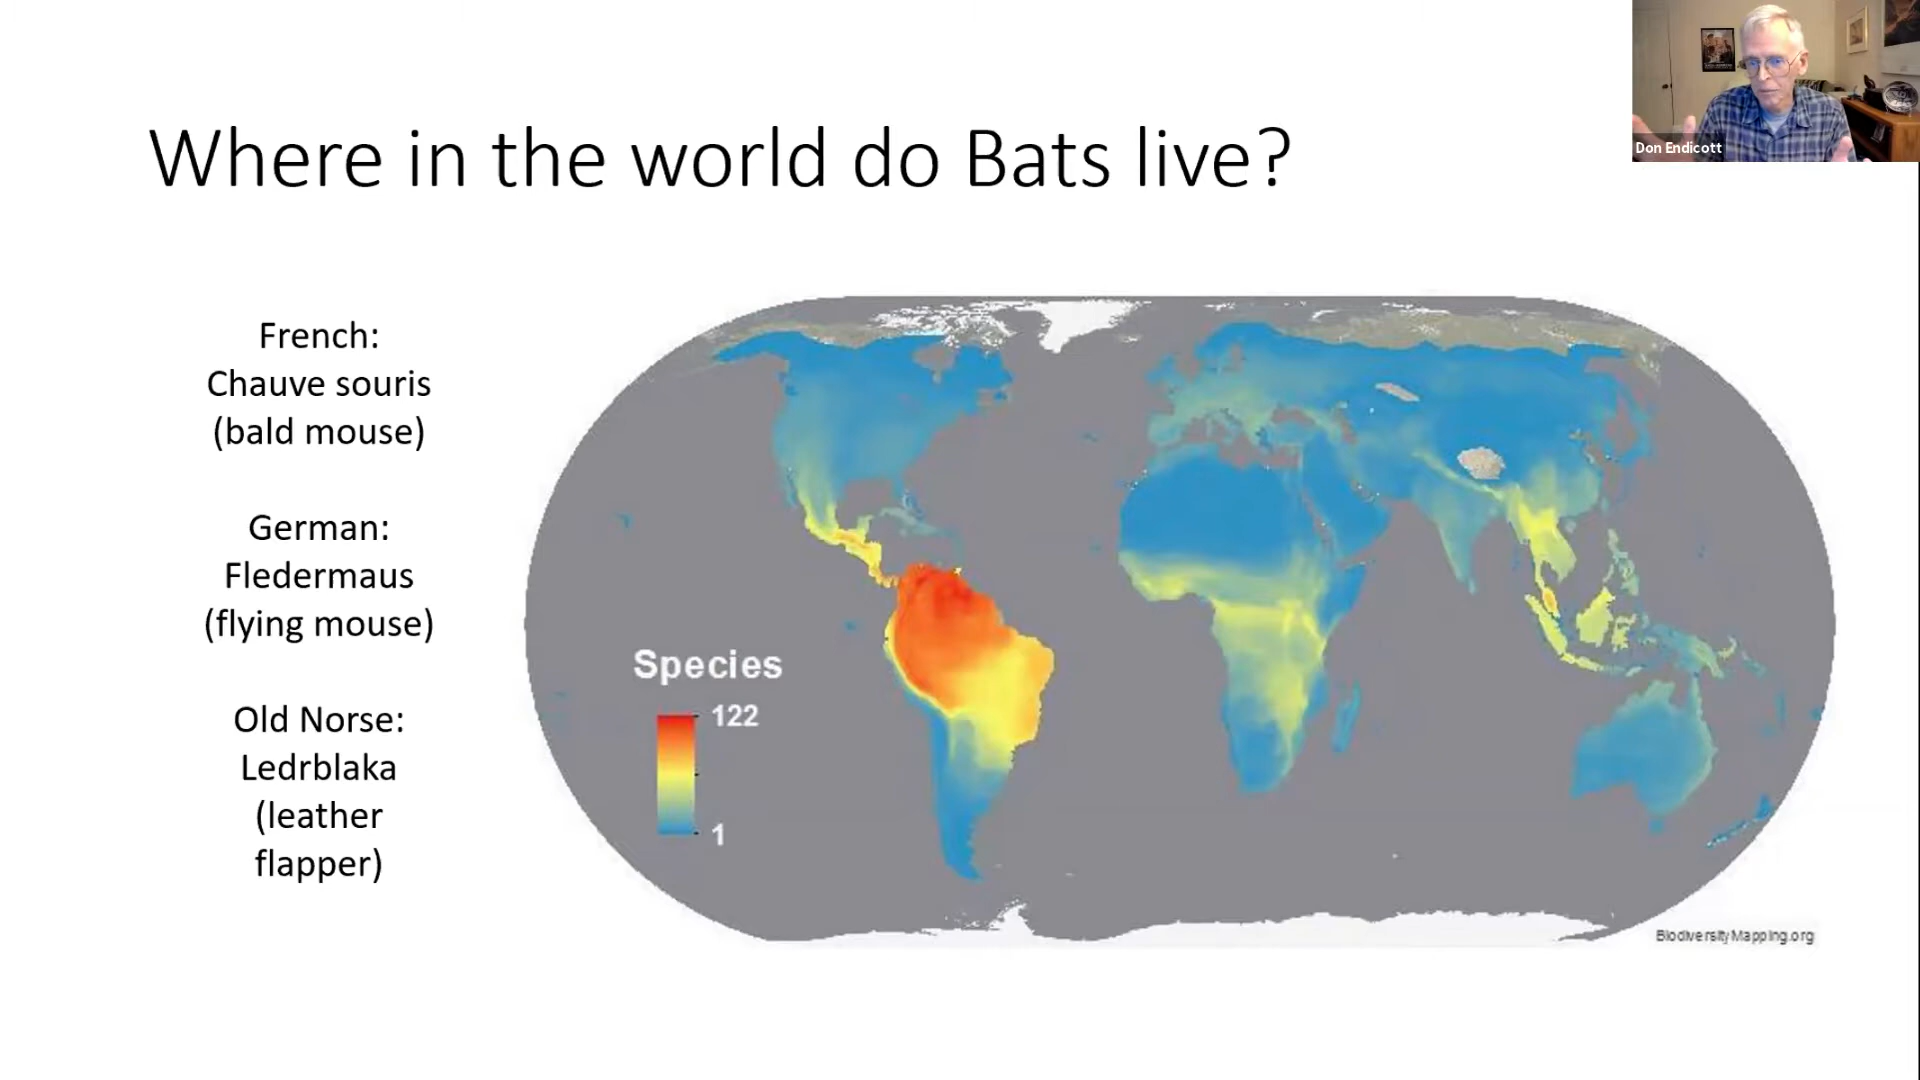 Where in the world do Bats live?
Don Endicott
French:
Chauve souris
(bald mouse)
German:
Fledermaus
(flying mouse)
Old Norse:
Ledrblaka
(leather
flapper)
Species
122
1
BiodiversityMapping.org